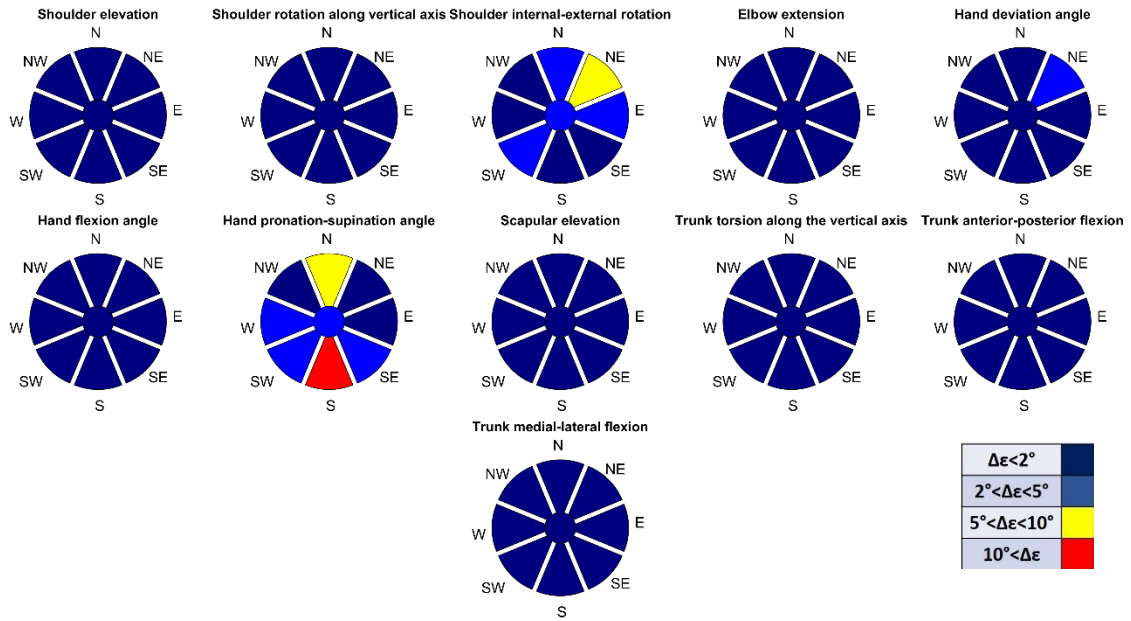 Shoulder elevation
N
NW
NE
W
E
SW
SE
S
Shoulder rotation along vertical axis
N
NW
NE
W
E
SW
SE
S
Shoulder internal-external rotation
N
NW
NE
W
E
SW
SE
S
Elbow extension
N
NW
NE
W
E
SW
SE
S
Hand deviation angle
N
NW
NE
W
E
SW
SE
S
Hand flexion angle
N
NW
NE
W
E
SW
SE
S
Hand pronation-supination angle
N
NW
NE
W
E
SW
SE
S
Scapular elevation
N
NW
NE
W
E
SW
SE
S
Trunk torsion along the vertical axis
N
NW
NE
W
E
SW
SE
S
Trunk anterior-posterior flexion
N
NW
NE
W
E
SW
SE
S
Trunk medial-lateral flexion
N
NW
NE
W
E
SW
SE
S
Δε<2°
2°<Δε<5°
5°<Δε<10°
10°<Δε